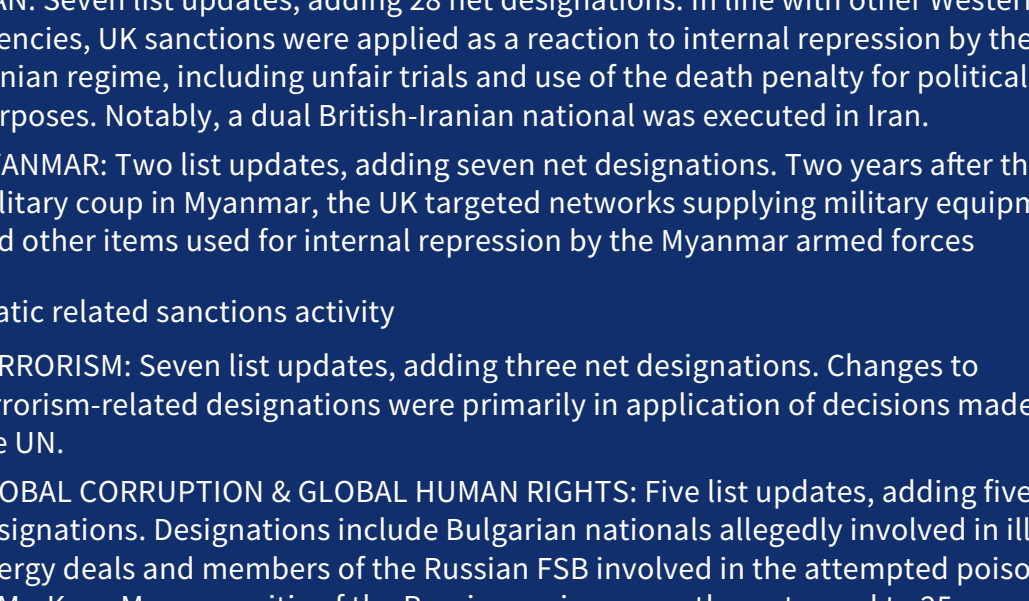 AN: Seven list updates, adding 28 net designations. In line with other Western
encies, UK sanctions were applied as a reaction to internal repression by the
nian regime, including unfair trials and use of the death penalty for political
rposes. Notably, a dual British-Iranian national was executed in Iran.
YANMAR: Two list updates, adding seven net designations. Two years after th
litary coup in Myanmar, the UK targeted networks supplying military equipm
d other items used for internal repression by the Myanmar armed forces
atic related sanctions activity
RRORISM: Seven list updates, adding three net designations. Changes to
rrorism-related designations were primarily in application of decisions made
e UN.
OBAL CORRUPTION & GLOBAL HUMAN RIGHTS: Five list updates, adding five
signations. Designations include Bulgarian nationals allegedly involved in ill
ergy deals and members of the Russian FSB involved in the attempted poiso